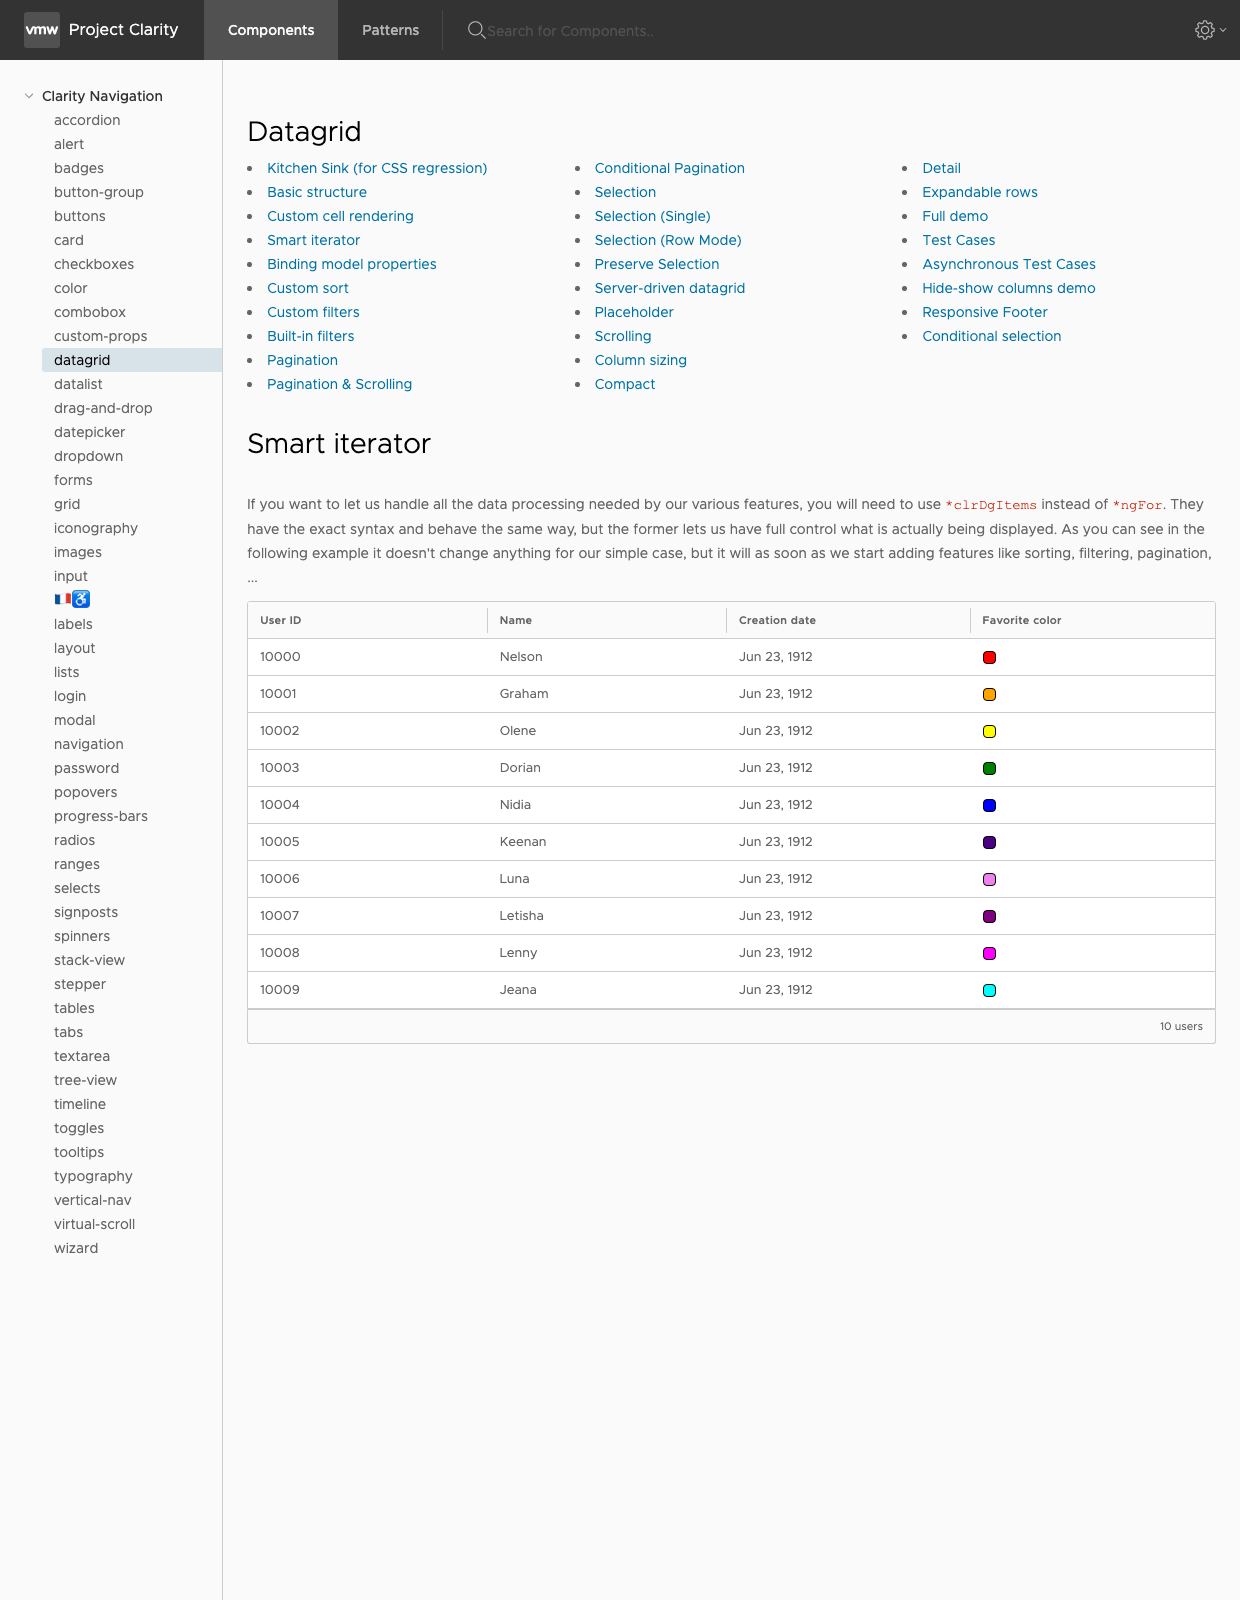 vmw Project Clarity Components Patterns Search for Components..
Clarity Navigation
accordion
alert
badges
button-group
buttons
card
checkboxes
color
combobox
custom-props
datagrid
datalist
drag-and-drop
datepicker
dropdown
forms
grid
iconography
images
input
🇫🇷♿
labels
layout
lists
login
modal
navigation
password
popovers
progress-bars
radios
ranges
selects
signposts
spinners
stack-view
stepper
tables
tabs
textarea
tree-view
timeline
toggles
tooltips
typography
vertical-nav
virtual-scroll
wizard
Datagrid
Kitchen Sink (for CSS regression)
Basic structure
Custom cell rendering
Smart iterator
Binding model properties
Custom sort
Custom filters
Built-in filters
Pagination
Pagination & Scrolling
Conditional Pagination
Selection
Selection (Single)
Selection (Row Mode)
Preserve Selection
Server-driven datagrid
Placeholder
Scrolling
Column sizing
Compact
Detail
Expandable rows
Full demo
Test Cases
Asynchronous Test Cases
Hide-show columns demo
Responsive Footer
Conditional selection
Smart iterator
If you want to let us handle all the data processing needed by our various features, you will need to use *clrDgItems instead of *ngFor. They
have the exact syntax and behave the same way, but the former lets us have full control what is actually being displayed. As you can see in the
following example it doesn't change anything for our simple case, but it will as soon as we start adding features like sorting, filtering, pagination,
...
User ID Name Creation date Favorite color
10000 Nelson Jun 23, 1912
10001 Graham Jun 23, 1912
10002 Olene Jun 23, 1912
10003 Dorian Jun 23, 1912
10004 Nidia Jun 23, 1912
10005 Keenan Jun 23, 1912
10006 Luna Jun 23, 1912
10007 Letisha Jun 23, 1912
10008 Lenny Jun 23, 1912
10009 Jeana Jun 23, 1912
10 users